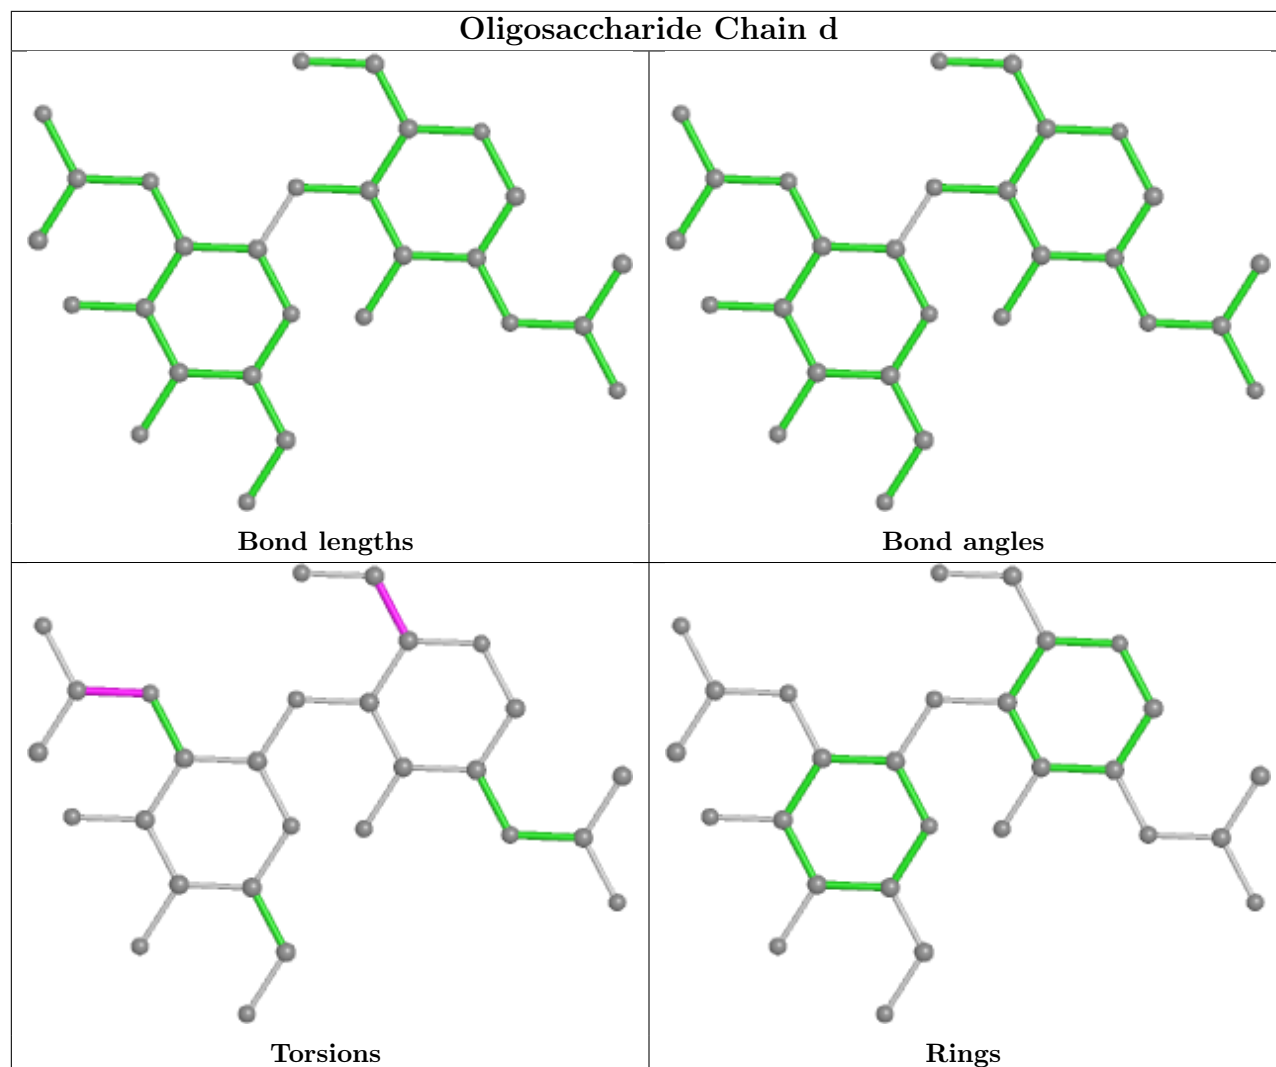 Oligosaccharide Chain d
Bond lengths
Bond angles
Torsions
Rings